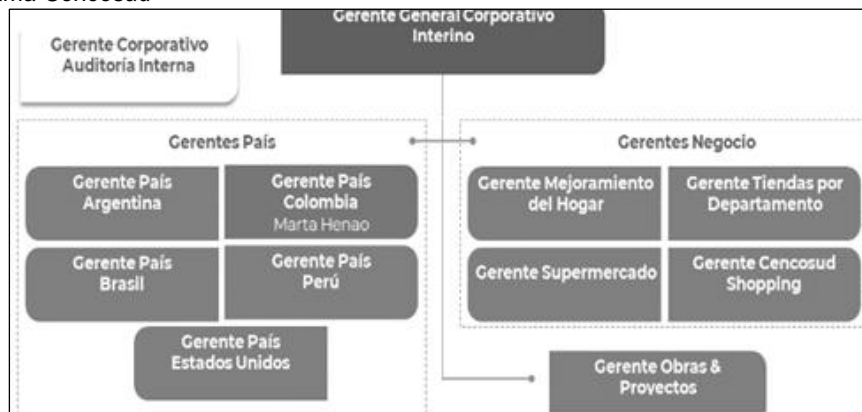 Gerente General Corporativo
Interino
Gerente Corporativo
Auditoría Interna
Gerentes País
Gerente País
Argentina
Gerente País
Colombia
Marta Henao
Gerente País
Brasil
Gerente País
Perú
Gerente País
Estados Unidos
Gerentes Negocio
Gerente Mejoramiento
del Hogar
Gerente Tiendas por
Departamento
Gerente Supermercado
Gerente Cencosud
Shopping
Gerente Obras &
Proyectos